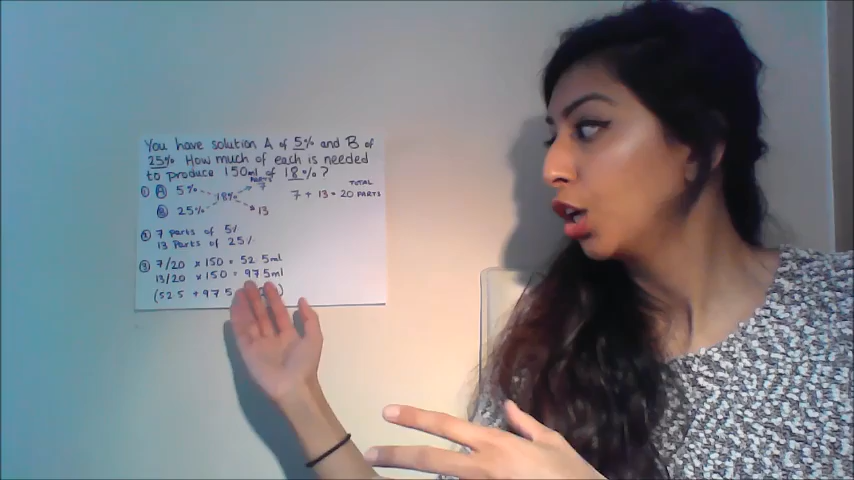 You have solution A of 5% and B of
25% How much of each is needed
to produce 150ml of 18%?
① Ⓐ 5% 18% PARTS 7 7 + 13 = 20 TOTAL PARTS
Ⓑ 25% 13
② 7 parts of 5%
13 Parts of 25%
③ 7/20 × 150 = 52.5ml
13/20 × 150 = 97.5ml
(52.5 + 97.5 )